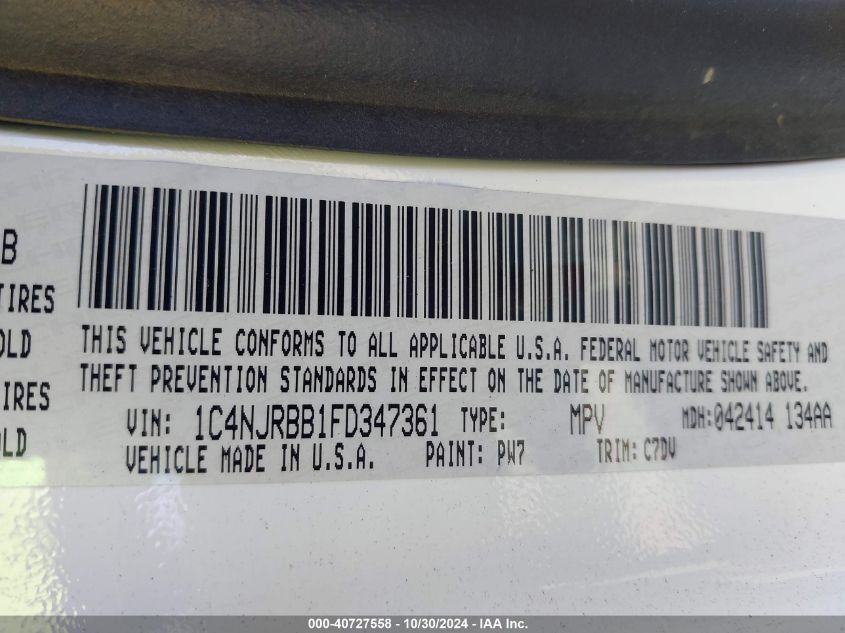 B
TIRES
OLD
IRES
LD
THIS VEHICLE CONFORMS TO ALL APPLICABLE U.S.A. FEDERAL MOTOR VEHICLE SAFETY AND
THEFT PREVENTION STANDARDS IN EFFECT ON THE DATE OF MANUFACTURE SHOWN ABOVE.
VIN: 1C4NJRBB1FD347361 TYPE: MPV MDH:042414 134AA
VEHICLE MADE IN U.S.A. PAINT: PW7 TRIM: C7DV
000-40727558 - 10/30/2024 - IAA Inc.